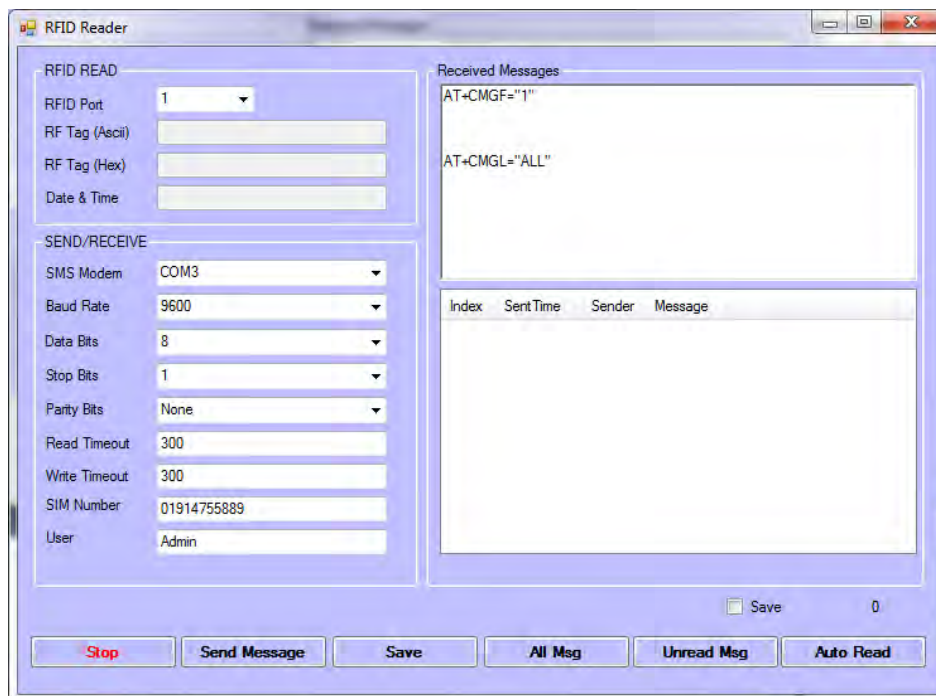 RFID Reader
RFID READ
RFID Port 1
RF Tag (Ascii)
RF Tag (Hex)
Date & Time
SEND/RECEIVE
SMS Modem COM3
Baud Rate 9600
Data Bits 8
Stop Bits 1
Parity Bits None
Read Timeout 300
Write Timeout 300
SIM Number 01914755889
User Admin
Received Messages
AT+CMGF="1"
AT+CMGL="ALL"
Index SentTime Sender Message
Save 0
Stop Send Message Save All Msg Unread Msg Auto Read